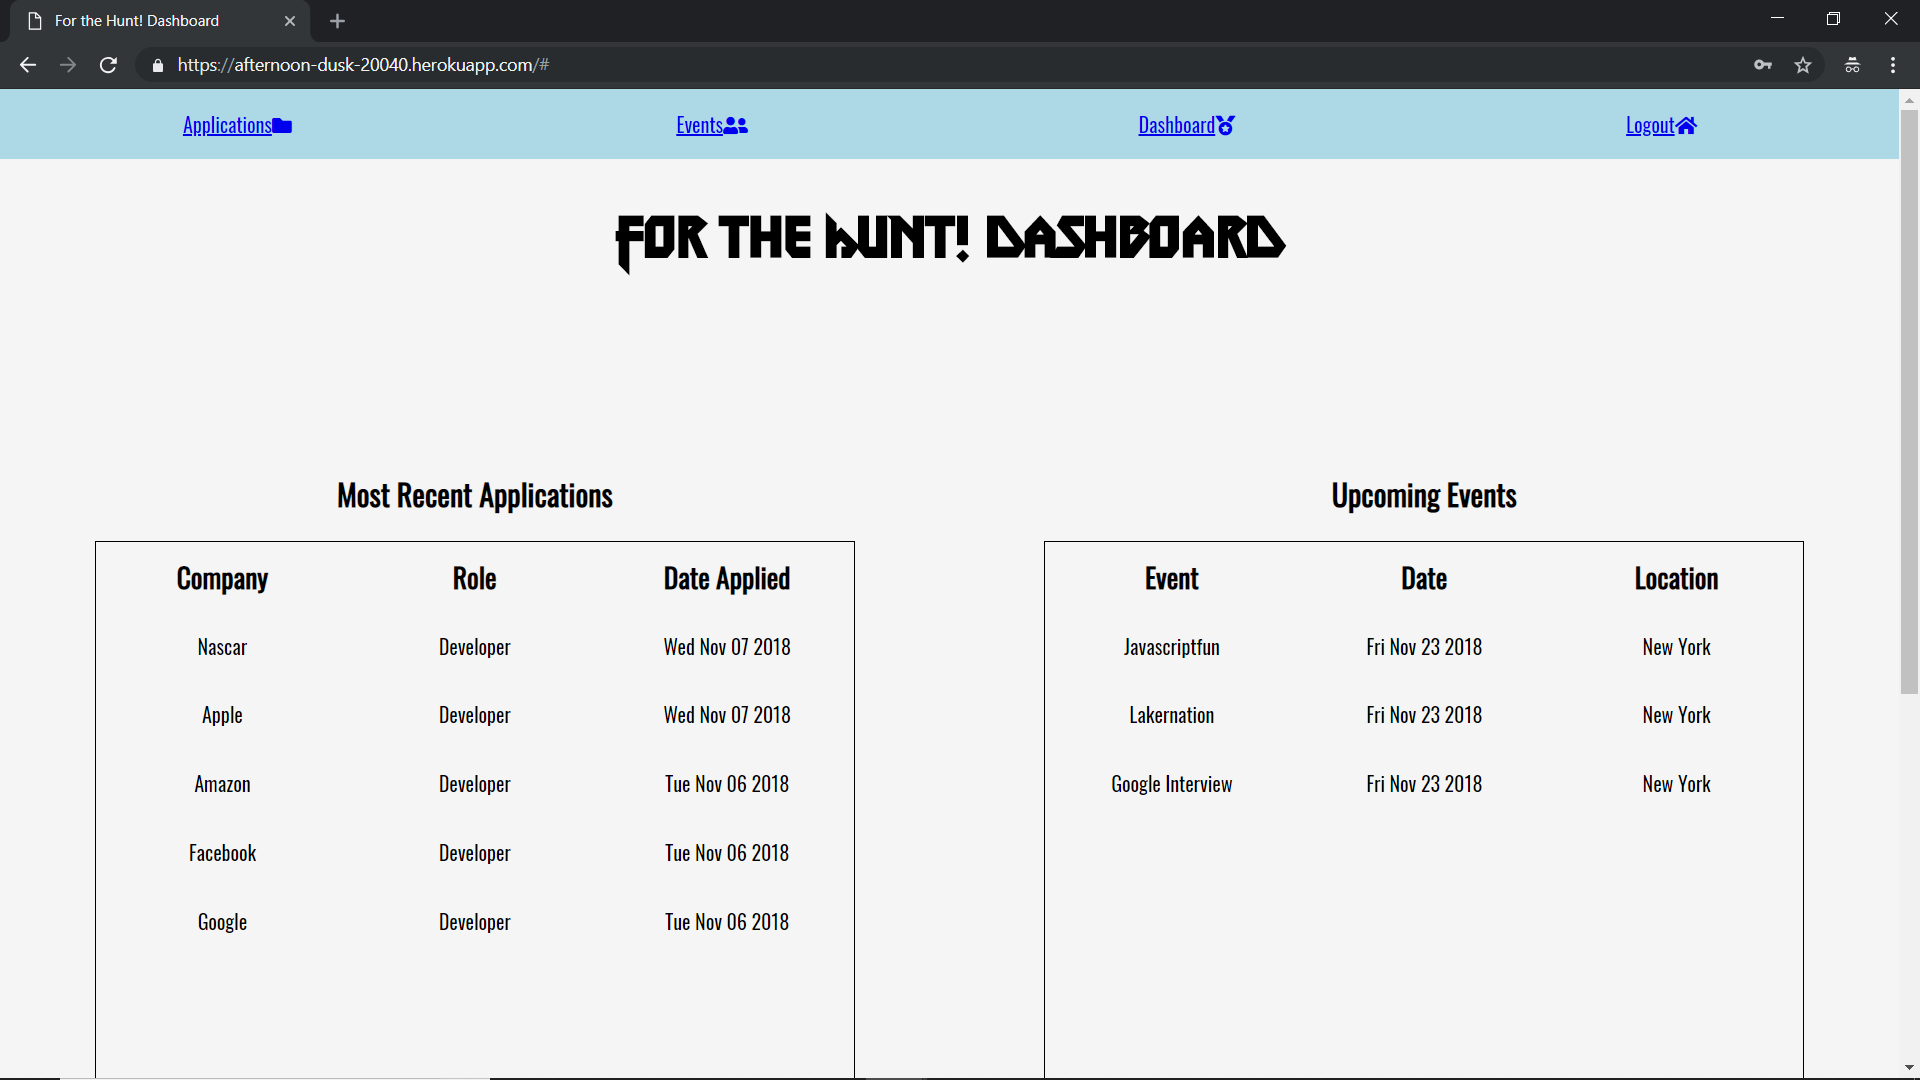 For the Hunt! Dashboard
https://afternoon-dusk-20040.herokuapp.com/#
Applications Events Dashboard Logout
FOR THE HUNT! DASHBOARD
Most Recent Applications
Company Role Date Applied
Nascar Developer Wed Nov 07 2018
Apple Developer Wed Nov 07 2018
Amazon Developer Tue Nov 06 2018
Facebook Developer Tue Nov 06 2018
Google Developer Tue Nov 06 2018
Upcoming Events
Event Date Location
Javascriptfun Fri Nov 23 2018 New York
Lakernation Fri Nov 23 2018 New York
Google Interview Fri Nov 23 2018 New York